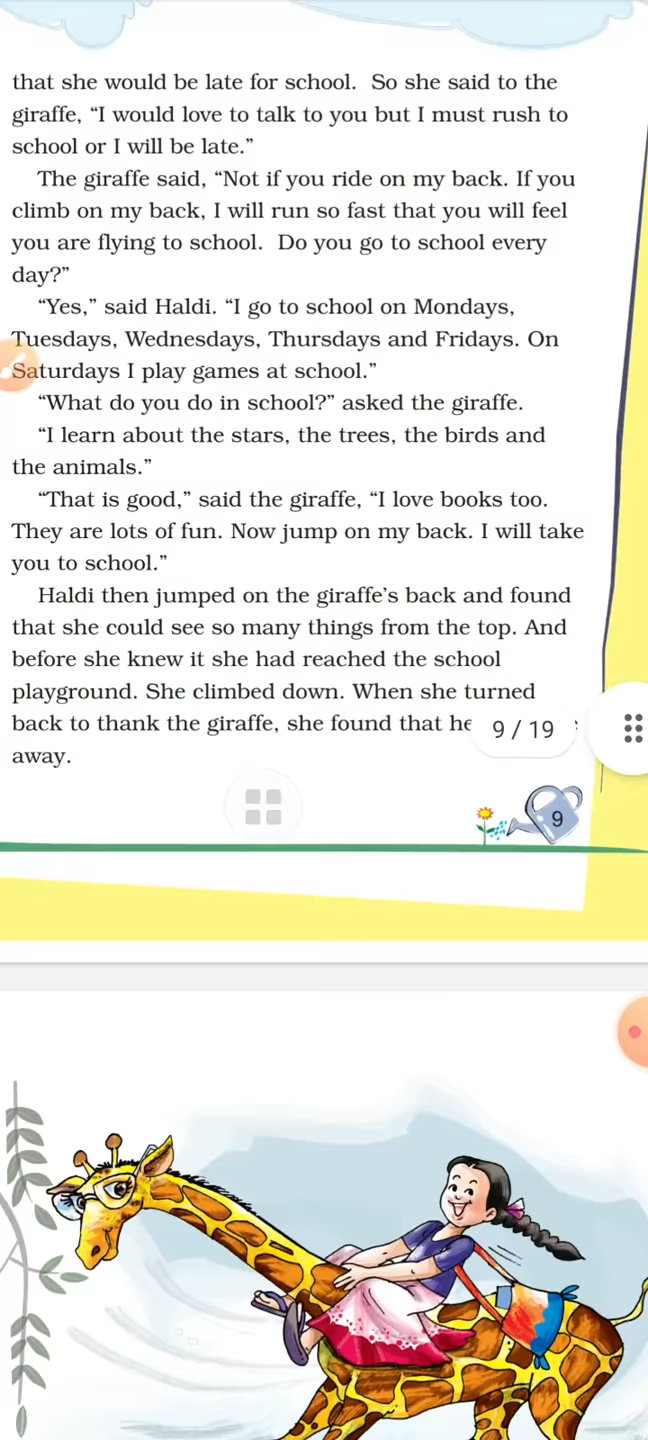 that she would be late for school. So she said to the
giraffe, “I would love to talk to you but I must rush to
school or I will be late.”
The giraffe said, “Not if you ride on my back. If you
climb on my back, I will run so fast that you will feel
you are flying to school. Do you go to school every
day?”
“Yes,” said Haldi. “I go to school on Mondays,
Tuesdays, Wednesdays, Thursdays and Fridays. On
Saturdays I play games at school.”
“What do you do in school?” asked the giraffe.
“I learn about the stars, the trees, the birds and
the animals.”
“That is good,” said the giraffe, “I love books too.
They are lots of fun. Now jump on my back. I will take
you to school.”
Haldi then jumped on the giraffe’s back and found
that she could see so many things from the top. And
before she knew it she had reached the school
playground. She climbed down. When she turned
back to thank the giraffe, she found that he
away.
9 / 19
9